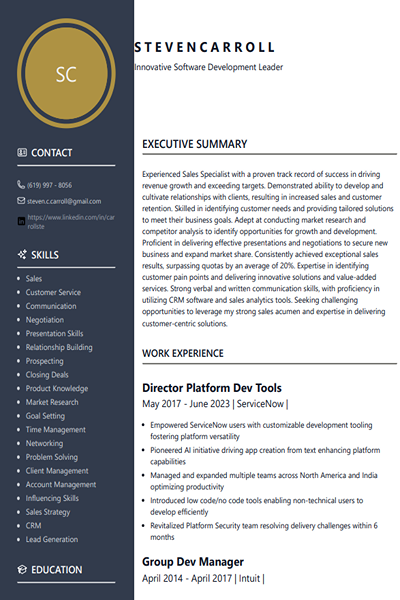 SC
CONTACT
(619) 997 - 8056
steven.c.carroll@gmail.com
https://www.linkedin.com/in/car
rollste
SKILLS
Sales
Customer Service
Communication
Negotiation
Presentation Skills
Relationship Building
Prospecting
Closing Deals
Product Knowledge
Market Research
Goal Setting
Time Management
Networking
Problem Solving
Client Management
Account Management
Influencing Skills
Sales Strategy
CRM
Lead Generation
EDUCATION
STEVENCARROLL
Innovative Software Development Leader
EXECUTIVE SUMMARY
Experienced Sales Specialist with a proven track record of success in driving
revenue growth and exceeding targets. Demonstrated ability to develop and
cultivate relationships with clients, resulting in increased sales and customer
retention. Skilled in identifying customer needs and providing tailored solutions
to meet their business goals. Adept at conducting market research and
competitor analysis to identify opportunities for growth and development.
Proficient in delivering effective presentations and negotiations to secure new
business and expand market share. Consistently achieved exceptional sales
results, surpassing quotas by an average of 20%. Expertise in identifying
customer pain points and delivering innovative solutions and value-added
services. Strong verbal and written communication skills, with proficiency in
utilizing CRM software and sales analytics tools. Seeking challenging
opportunities to leverage my strong sales acumen and expertise in delivering
customer-centric solutions.
WORK EXPERIENCE
Director Platform Dev Tools
May 2017 - June 2023 | ServiceNow |
Empowered ServiceNow users with customizable development tooling
fostering platform versatility
Pioneered AI initiative driving app creation from text enhancing platform
capabilities
Managed and expanded multiple teams across North America and India
optimizing productivity
Introduced low code/no code tools enabling non-technical users to
develop efficiently
Revitalized Platform Security team resolving delivery challenges within 6
months
Group Dev Manager
April 2014 - April 2017 | Intuit |